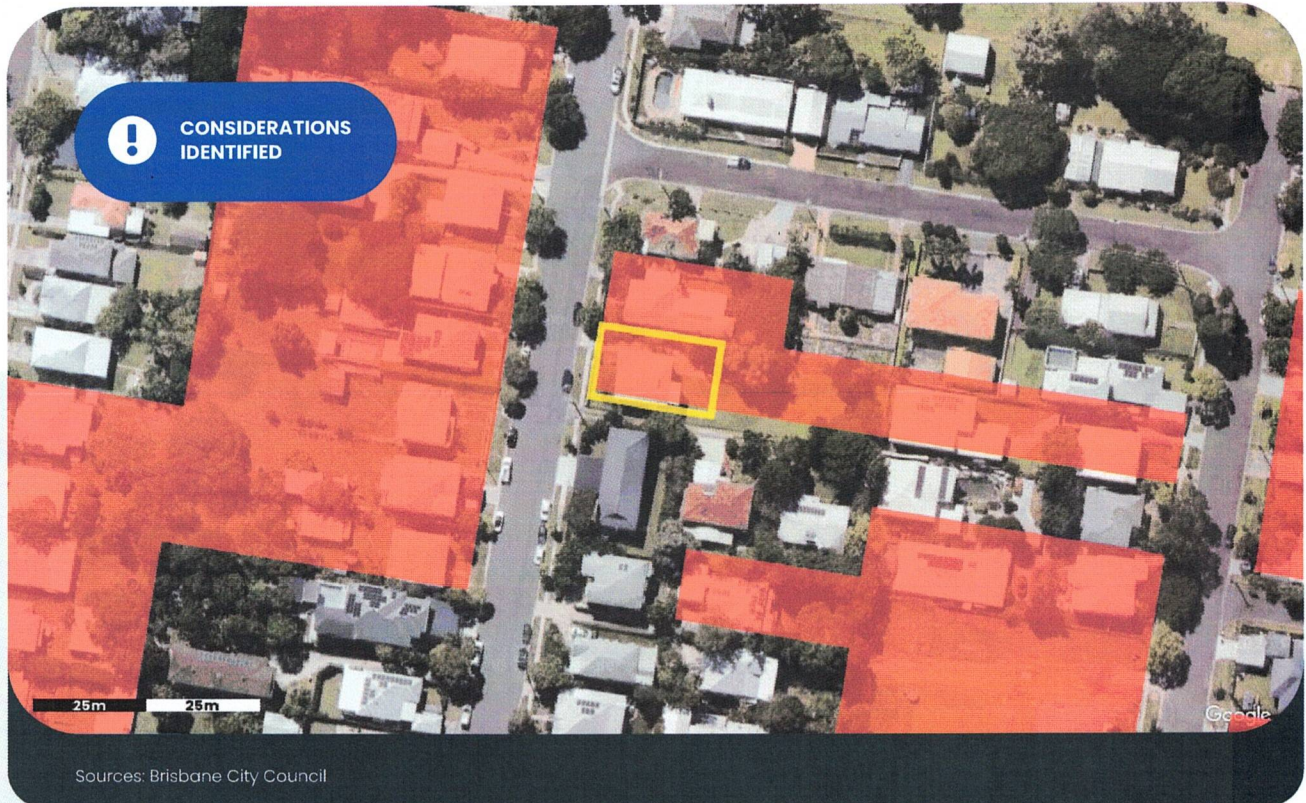 CONSIDERATIONS
IDENTIFIED
25m 25m
Google
Sources: Brisbane City Council